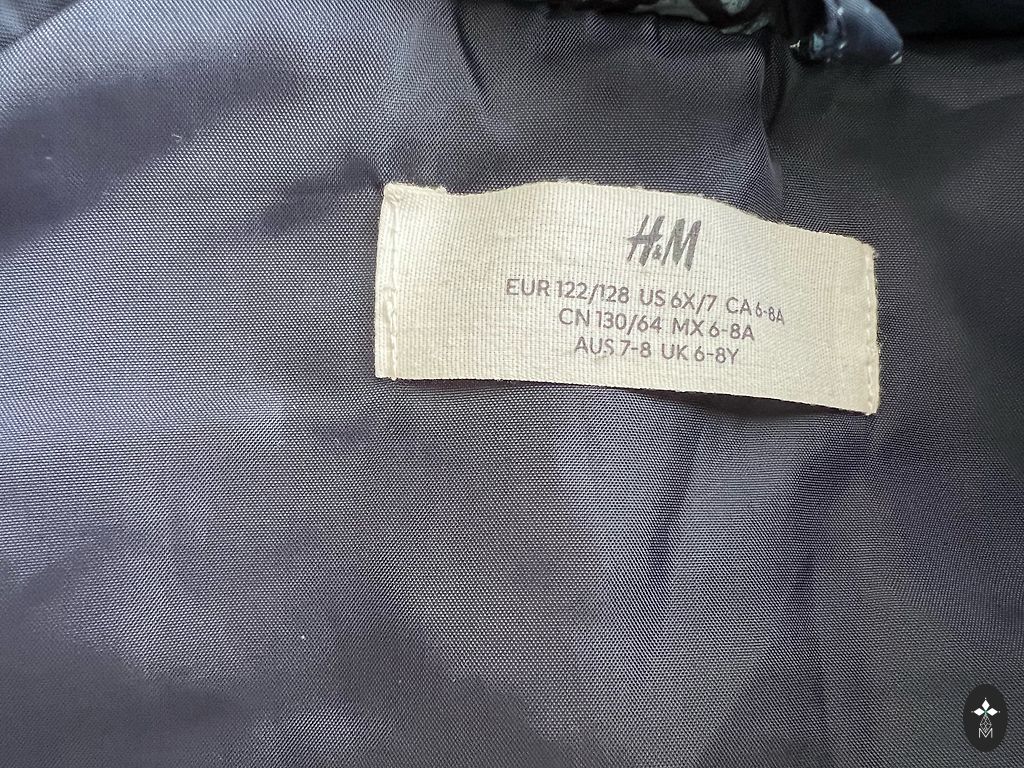 H&M
EUR 122/128 US 6X/7 CA 6-8A
CN 130/64 MX 6-8A
AUS 7-8 UK 6-8Y
M